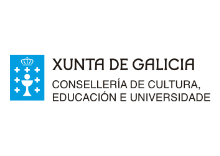 XUNTA DE GALICIA
CONSELLERÍA DE CULTURA,
EDUCACIÓN E UNIVERSIDADE